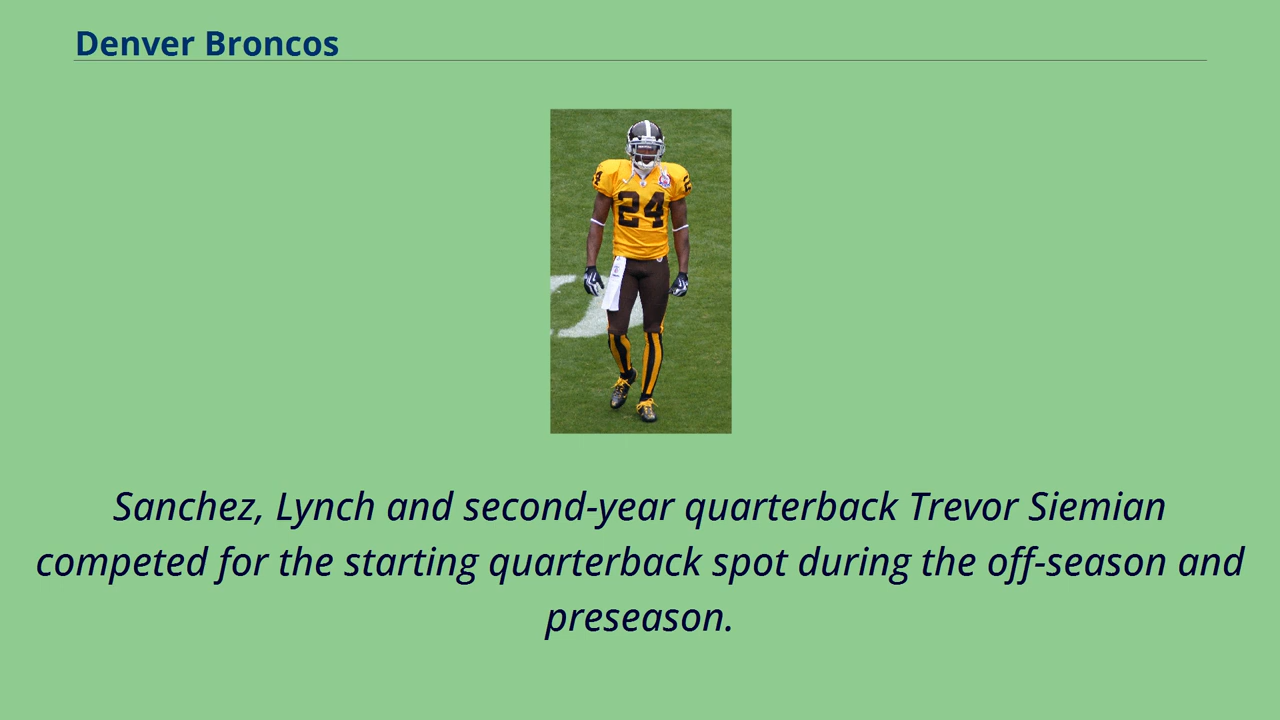 Denver Broncos
24
Sanchez, Lynch and second-year quarterback Trevor Siemian
competed for the starting quarterback spot during the off-season and
preseason.